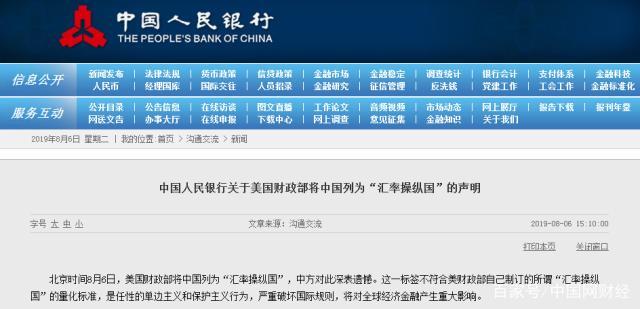 中国人民银行
THE PEOPLE'S BANK OF CHINA
信息公开 新闻发布 | 法律法规 | 货币政策 | 信贷政策 | 金融市场 | 金融稳定 | 调查统计 | 银行会计 | 支付体系 | 金融科技
人民币 | 经理国库 | 国际交往 | 人员招录 | 金融研究 | 征信管理 | 反洗钱 | 党建工作 | 工会工作 | 金融标准化
服务互动 公开目录 | 公告信息 | 在线访谈 | 图文直播 | 工作论文 | 音频视频 | 市场动态 | 网上展厅 | 报告下载 | 报刊年鉴
网送文告 | 办事大厅 | 在线申报 | 下载中心 | 网上调查 | 意见征集 | 金融知识 | 关于我们
2019年8月6日 星期二 | 我的位置:首页 > 沟通交流 > 新闻
中国人民银行关于美国财政部将中国列为“汇率操纵国”的声明
字号 大 中 小 文章来源:沟通交流 2019-08-06 15:10:00
打印本页 关闭窗口
北京时间8月6日,美国财政部将中国列为“汇率操纵国”,中方对此深表遗憾。这一标签不符合美财政部自己制订的所谓“汇率操纵
国”的量化标准,是任性的单边主义和保护主义行为,严重破坏国际规则,将对全球经济金融产生重大影响。
百家号/中国网财经